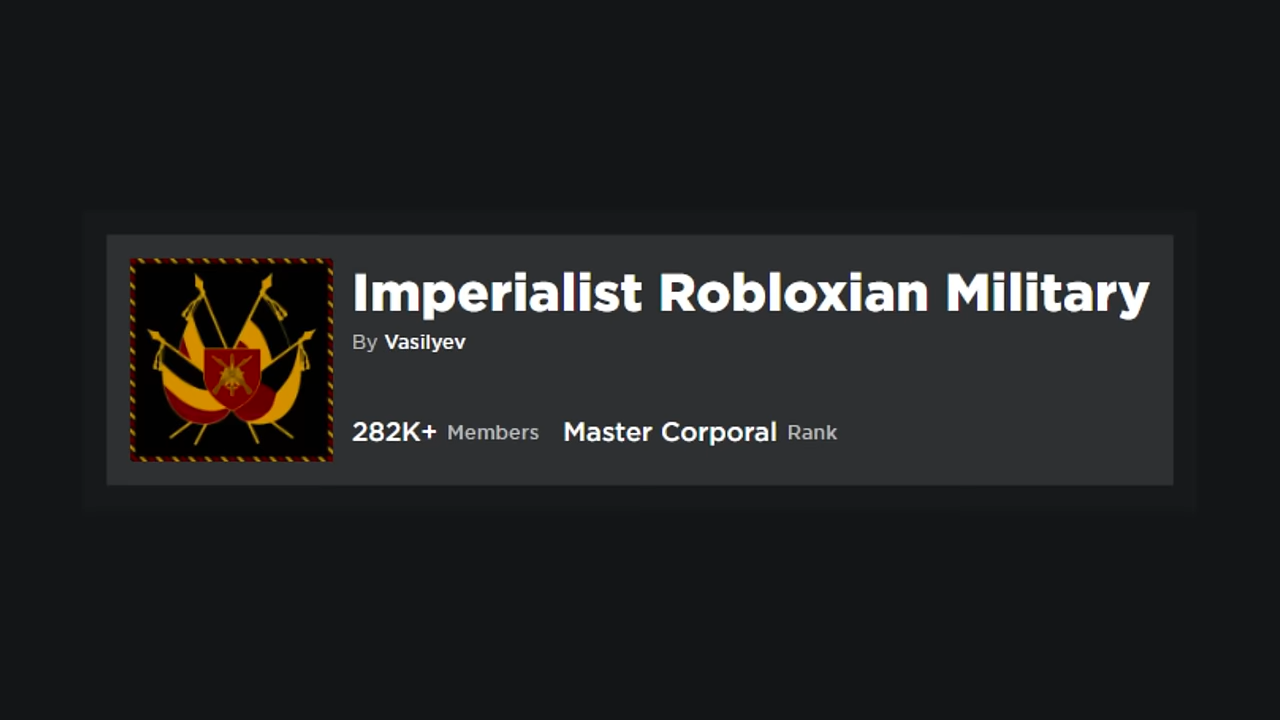 Imperialist Robloxian Military
By Vasilyev
282K+ Members Master Corporal Rank